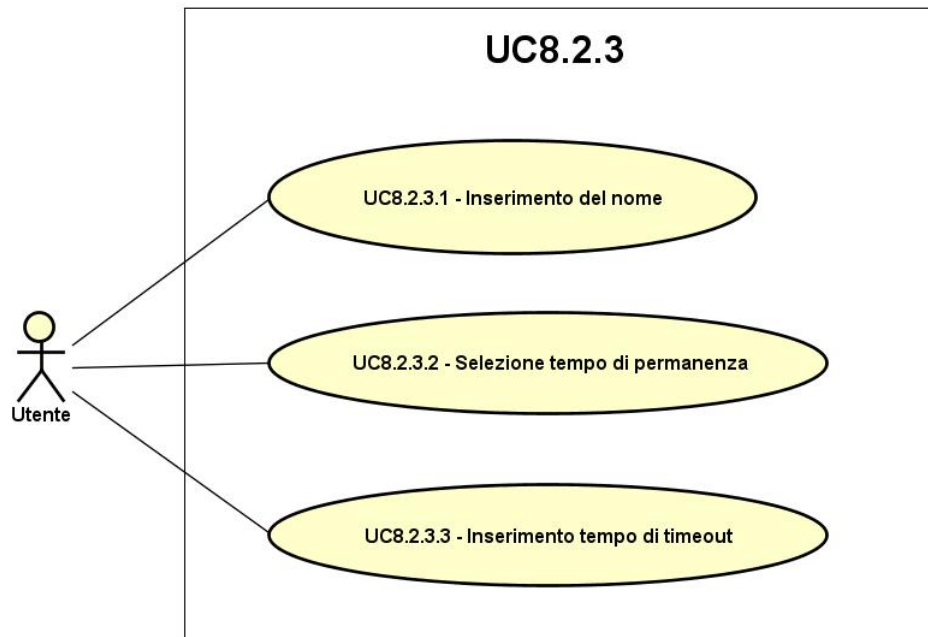 UC8.2.3
UC8.2.3.1 - Inserimento del nome
UC8.2.3.2 - Selezione tempo di permanenza
Utente
UC8.2.3.3 - Inserimento tempo di timeout